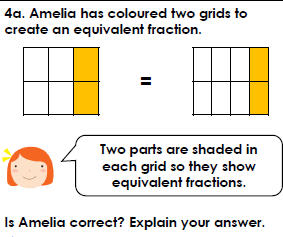 4a. Amelia has coloured two grids to
create an equivalent fraction.
=
Two parts are shaded in
each grid so they show
equivalent fractions.
Is Amelia correct? Explain your answer.